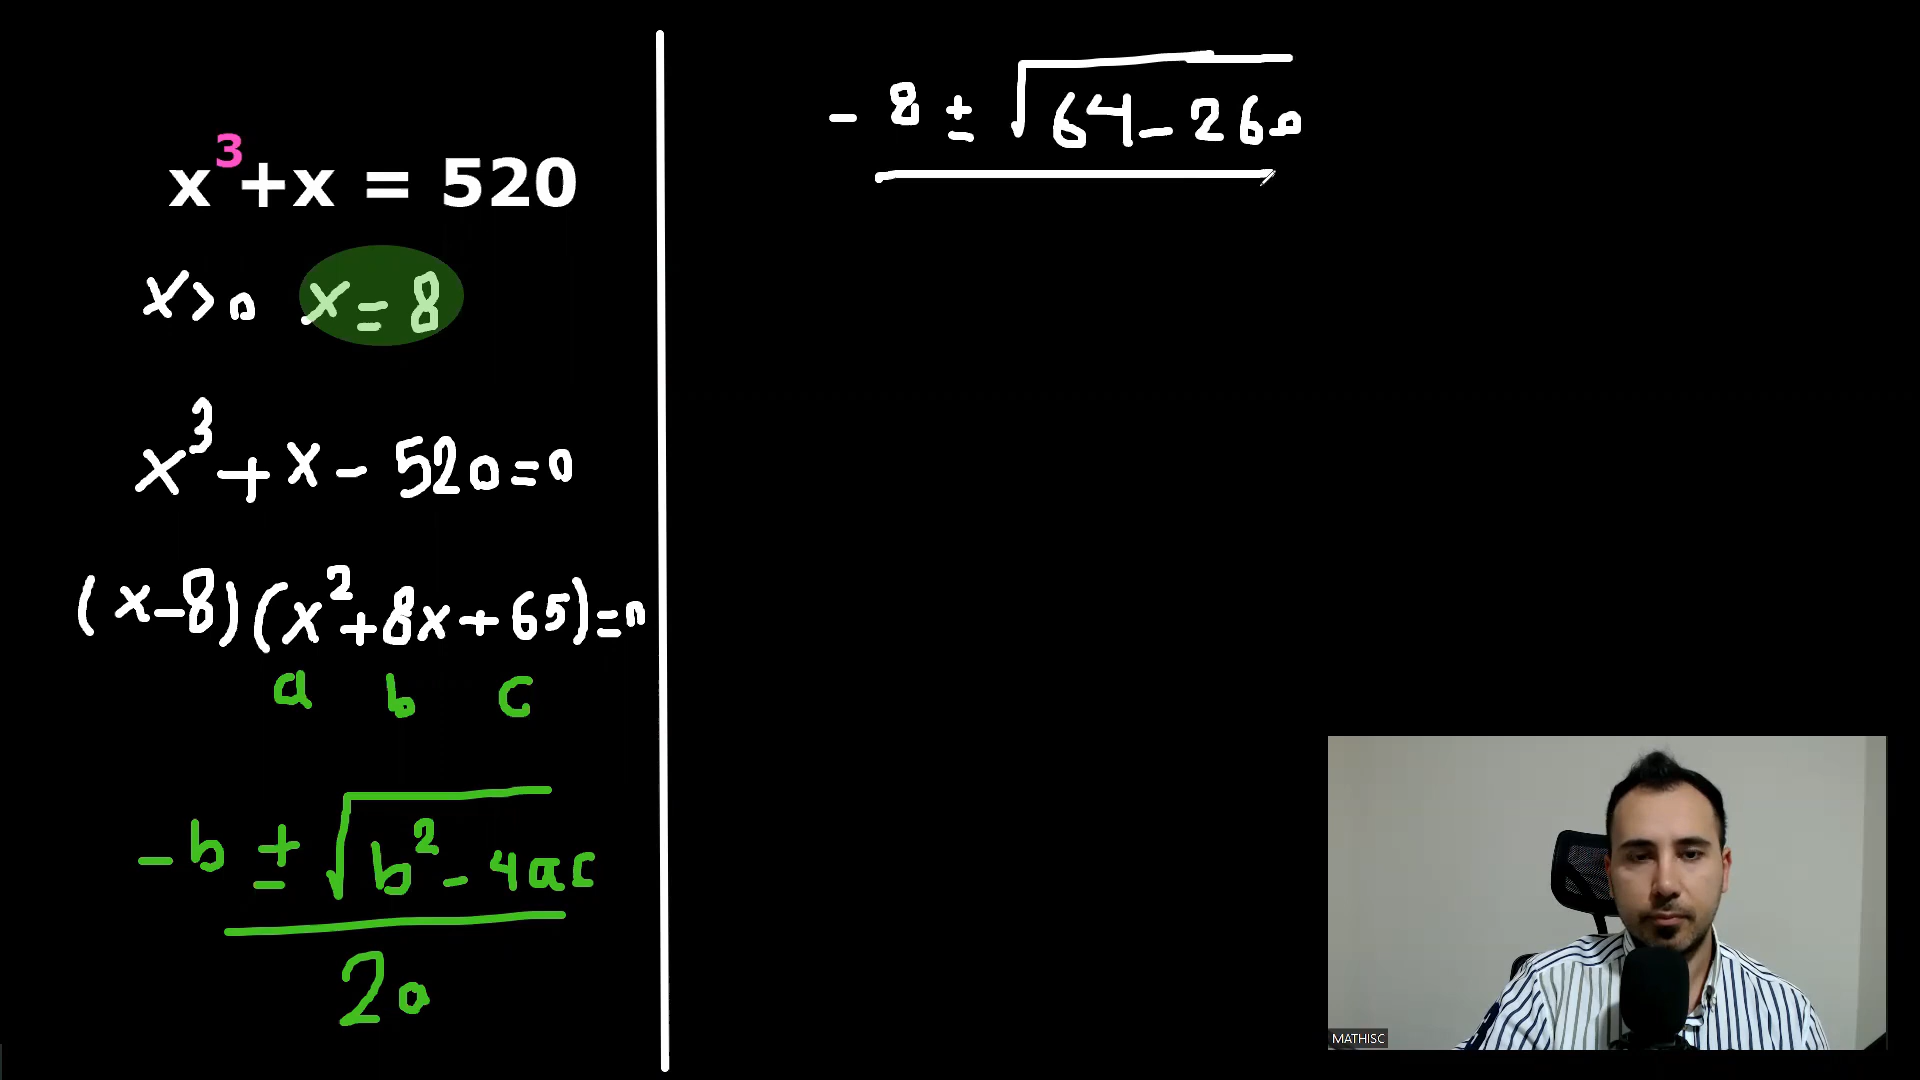 x³+x = 520
x>0 x=8
x³+x-520=0
(x-8)(x²+8x+65)=0
a b c
-b ± √b²-4ac
2a
-8 ± √64-260
MATHISC